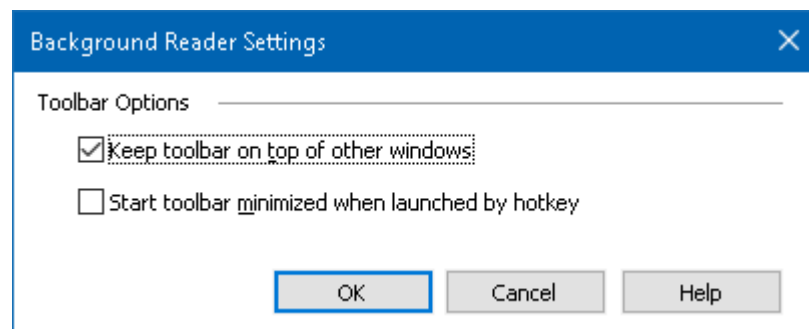 Background Reader Settings
Toolbar Options
Keep toolbar on top of other windows
Start toolbar minimized when launched by hotkey
OK Cancel Help